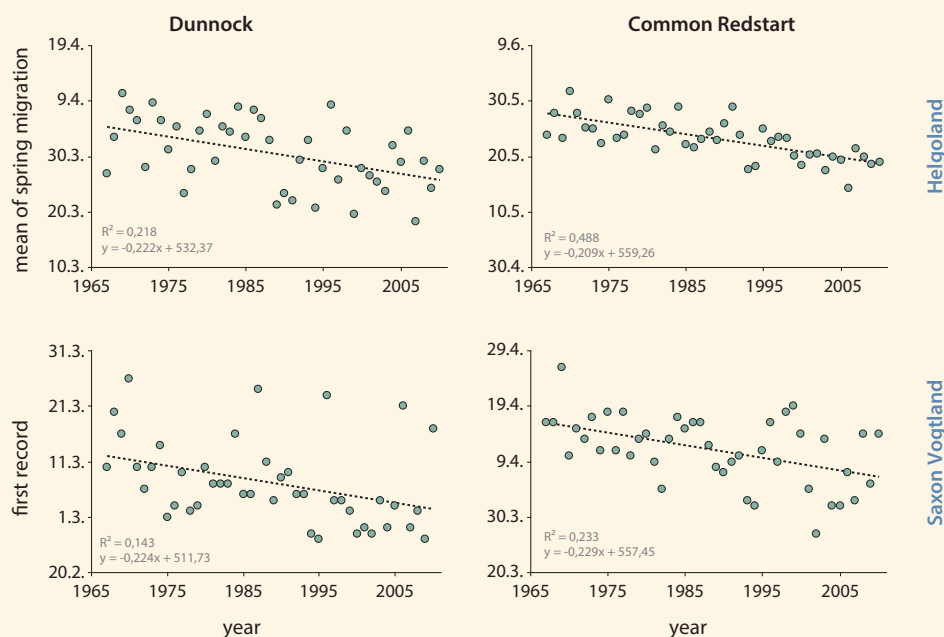 Dunnock
Common Redstart
mean of spring migration
19.4.
9.4.
30.3.
20.3.
10.3.
R² = 0,218
y = -0,222x + 532,37
1965 1975 1985 1995 2005
9.6.
30.5.
20.5.
10.5.
30.4.
R² = 0,488
y = -0,209x + 559,26
1965 1975 1985 1995 2005
Helgoland
first record
31.3.
21.3.
11.3.
1.3.
20.2.
R² = 0,143
y = -0,224x + 511,73
1965 1975 1985 1995 2005
year
29.4.
19.4.
9.4.
30.3.
20.3.
R² = 0,233
y = -0,229x + 557,45
1965 1975 1985 1995 2005
year
Saxon Vogtland